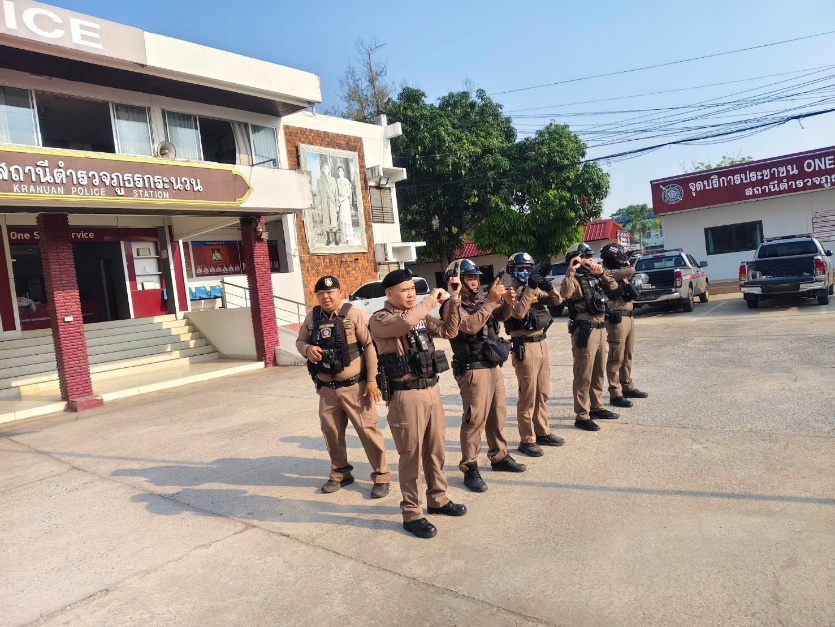 ICE
สถานีตำรวจภูธรกระนวน
KRANUAN POLICE STATION
One S Service
จุดบริการประชาชน ONE
สถานีตำรวจภูธร